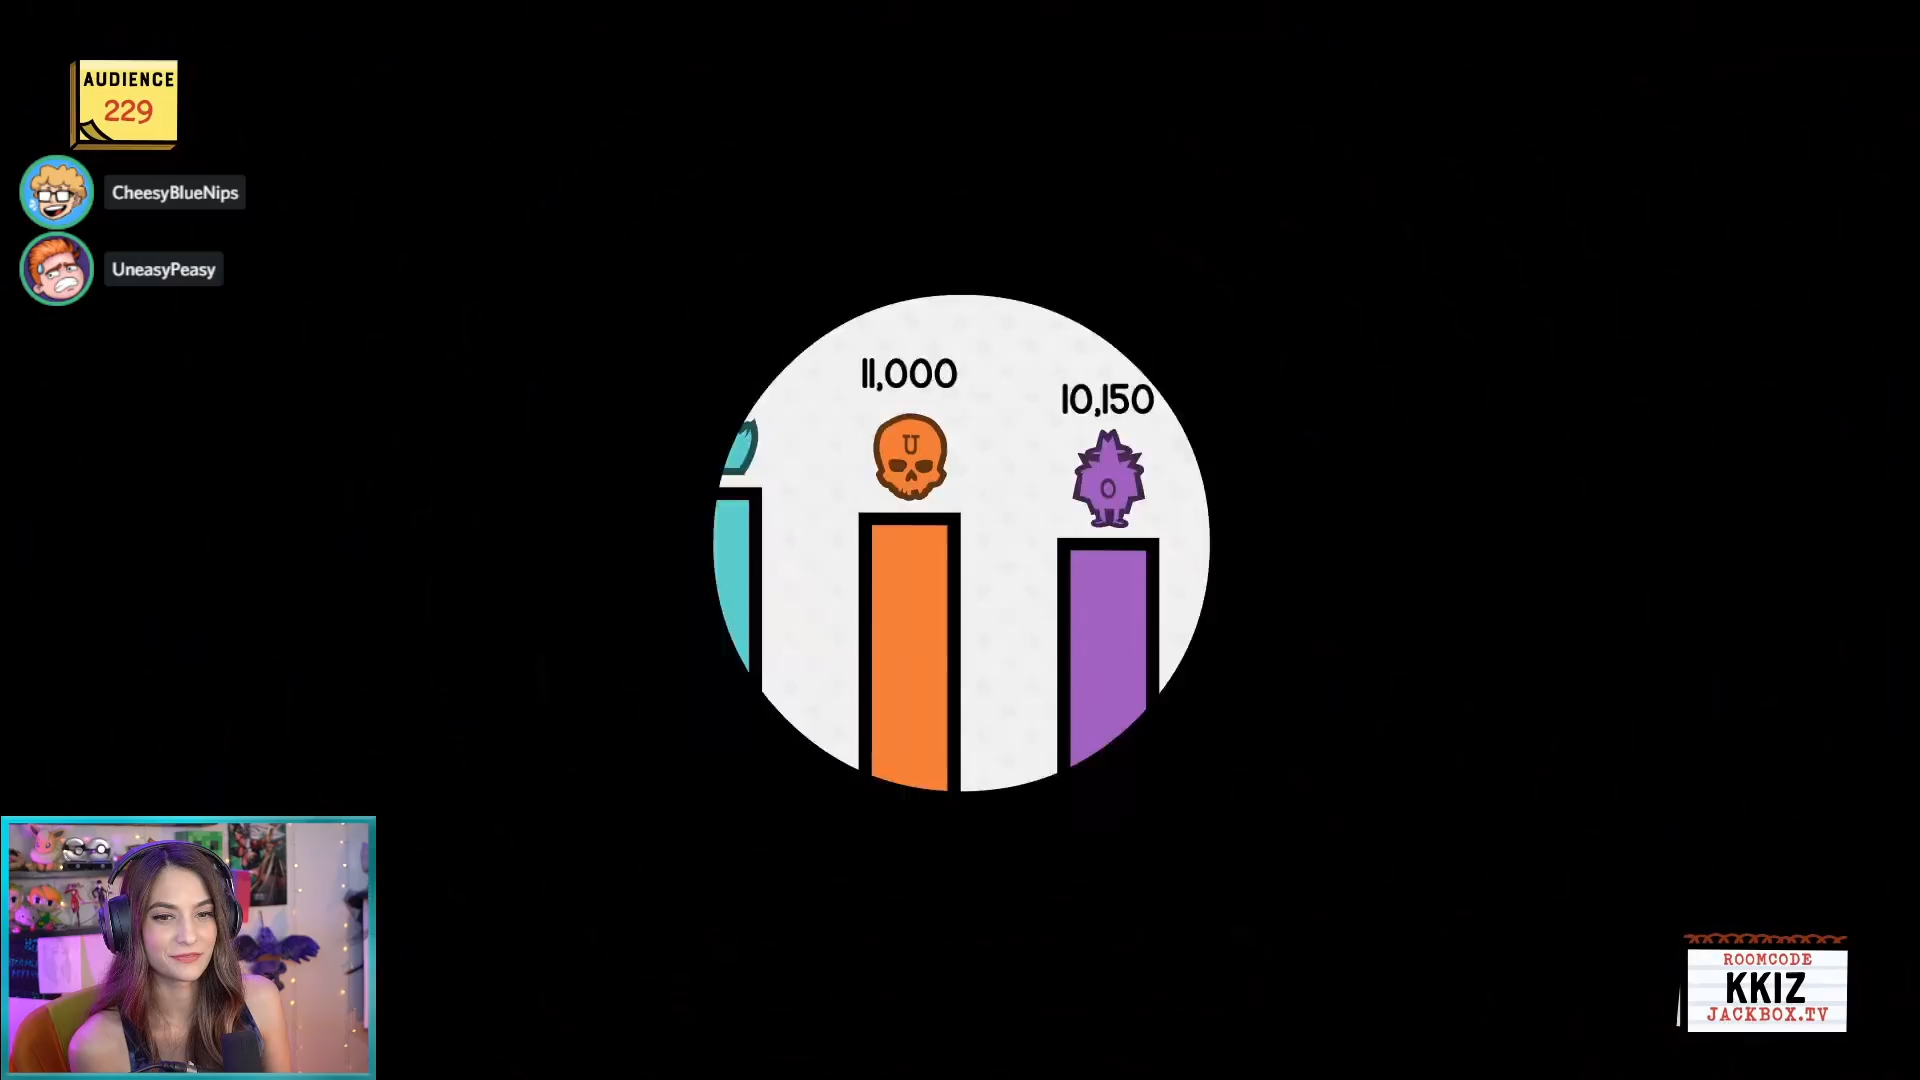 AUDIENCE
229
CheesyBlueNips
UneasyPeasy
11,000
10,150
U
O
ROOMCODE
KKIZ
JACKBOX.TV